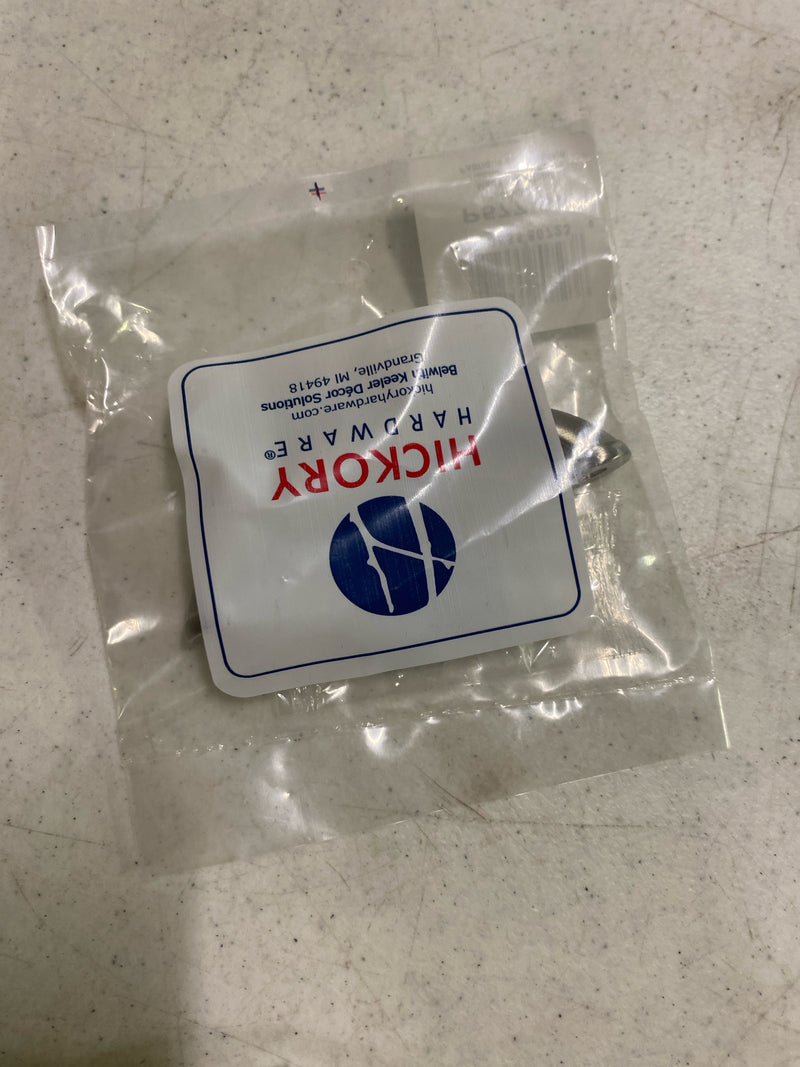 HICKORY
HARDWARE®
hickoryhardware.com
Belwith Keeler Décor Solutions
Grandville, MI 49418